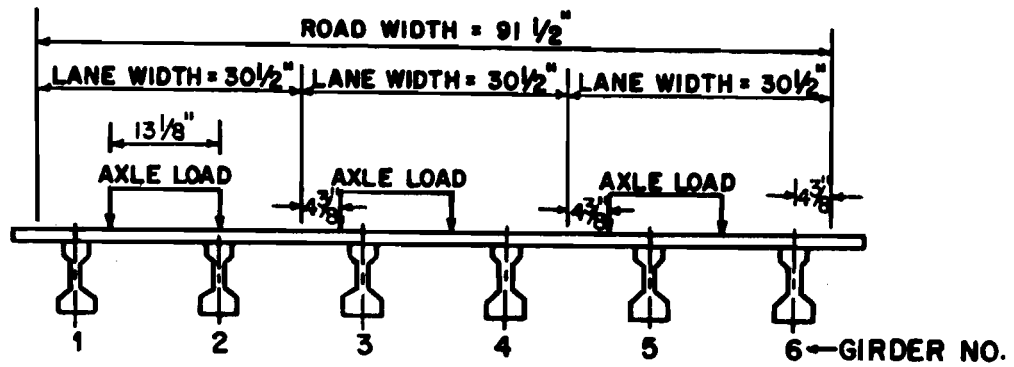 ROAD WIDTH = 91 1/2"
LANE WIDTH = 30 1/2" LANE WIDTH = 30 1/2" LANE WIDTH = 30 1/2"
13 1/8"
AXLE LOAD AXLE LOAD AXLE LOAD
4 3/8" 4 3/8" 4 3/8"
1 2 3 4 5 6 ←GIRDER NO.